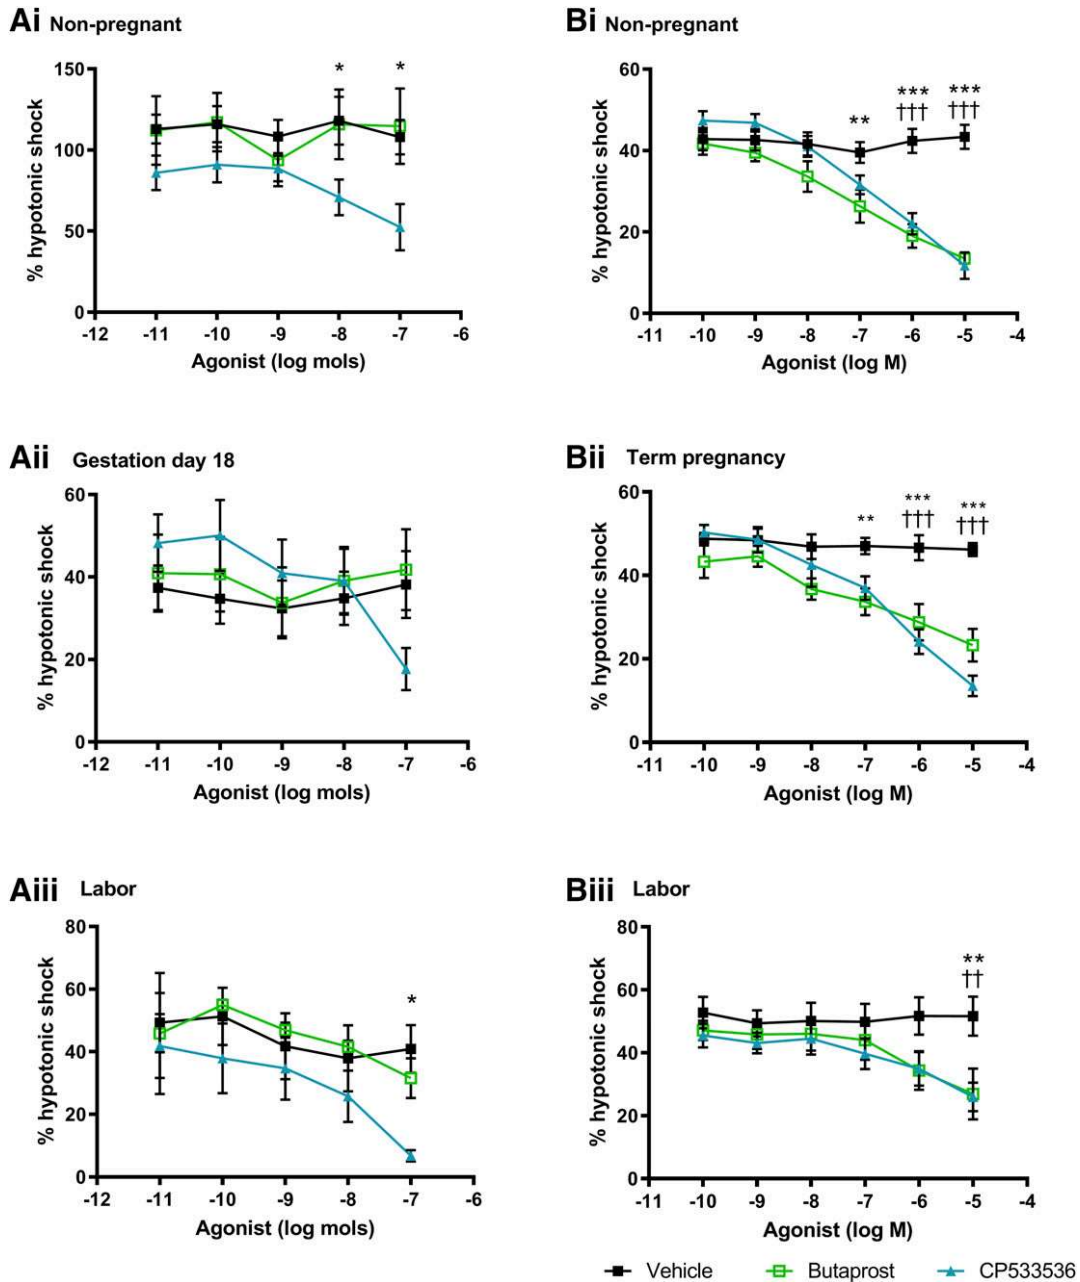 Ai Non-pregnant
150
100
50
0
% hypotonic shock
* *
-12 -11 -10 -9 -8 -7 -6
Agonist (log mols)
Bi Non-pregnant
60
40
20
0
% hypotonic shock
** *** ***
††† †††
-11 -10 -9 -8 -7 -6 -5 -4
Agonist (log M)
Aii Gestation day 18
60
40
20
0
% hypotonic shock
-12 -11 -10 -9 -8 -7 -6
Agonist (log mols)
Bii Term pregnancy
60
40
20
0
% hypotonic shock
** *** ***
††† †††
-11 -10 -9 -8 -7 -6 -5 -4
Agonist (log M)
Aiii Labor
80
60
40
20
0
% hypotonic shock
*
-12 -11 -10 -9 -8 -7 -6
Agonist (log mols)
Biii Labor
80
60
40
20
0
% hypotonic shock
**
††
-11 -10 -9 -8 -7 -6 -5 -4
Agonist (log M)
Vehicle Butaprost CP533536